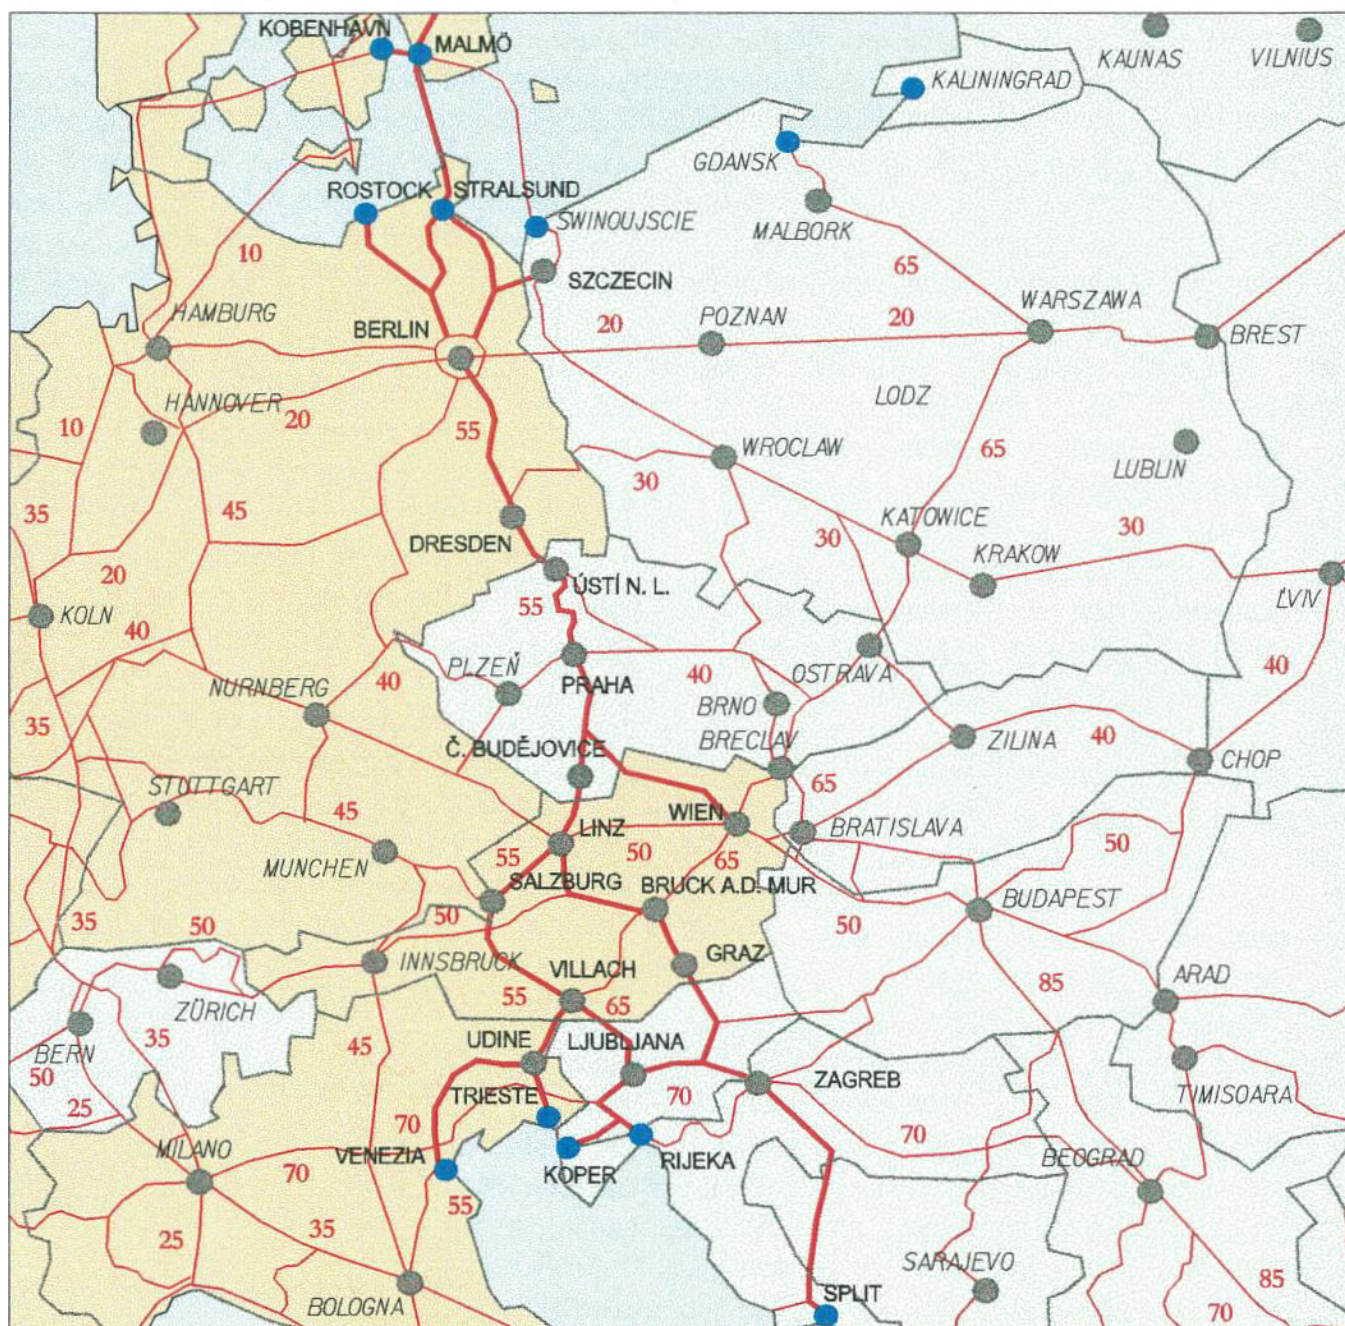 KOBENHAVN
MALMÖ
KAUNAS
VILNIUS
KALININGRAD
GDANSK
ROSTOCK
STRALSUND
SWINOUJSCIE
MALBORK
10
65
SZCZECIN
HAMBURG
BERLIN
20
POZNAN
20
WARSZAWA
BREST
HANNOVER
LODZ
10
20
55
WROCLAW
65
LUBLIN
30
35
45
KATOWICE
30
30
DRESDEN
KRAKOW
20
ÚSTÍ N. L.
55
KOLN
LVIV
40
OSTRAVA
PLZEŇ
40
40
40
NURNBERG
PRAHA
BRNO
35
Č. BUDĚJOVICE
BRECLAV
ZILINA
40
CHOP
STUTTGART
65
WIEN
45
LINZ
BRATISLAVA
50
MUNCHEN
55
50
65
SALZBURG
BRUCK A.D. MUR
BUDAPEST
35
50
50
50
INNSBRUCK
GRAZ
VILLACH
ARAD
ZÜRICH
55
65
85
BERN
35
45
UDINE
LJUBLJANA
50
ZAGREB
TIMISOARA
25
TRIESTE
70
70
70
MILANO
VENEZIA
KOPER
RIJEKA
BEOGRAD
70
55
25
35
SARAJEVO
BOLOGNA
SPLIT
85
70